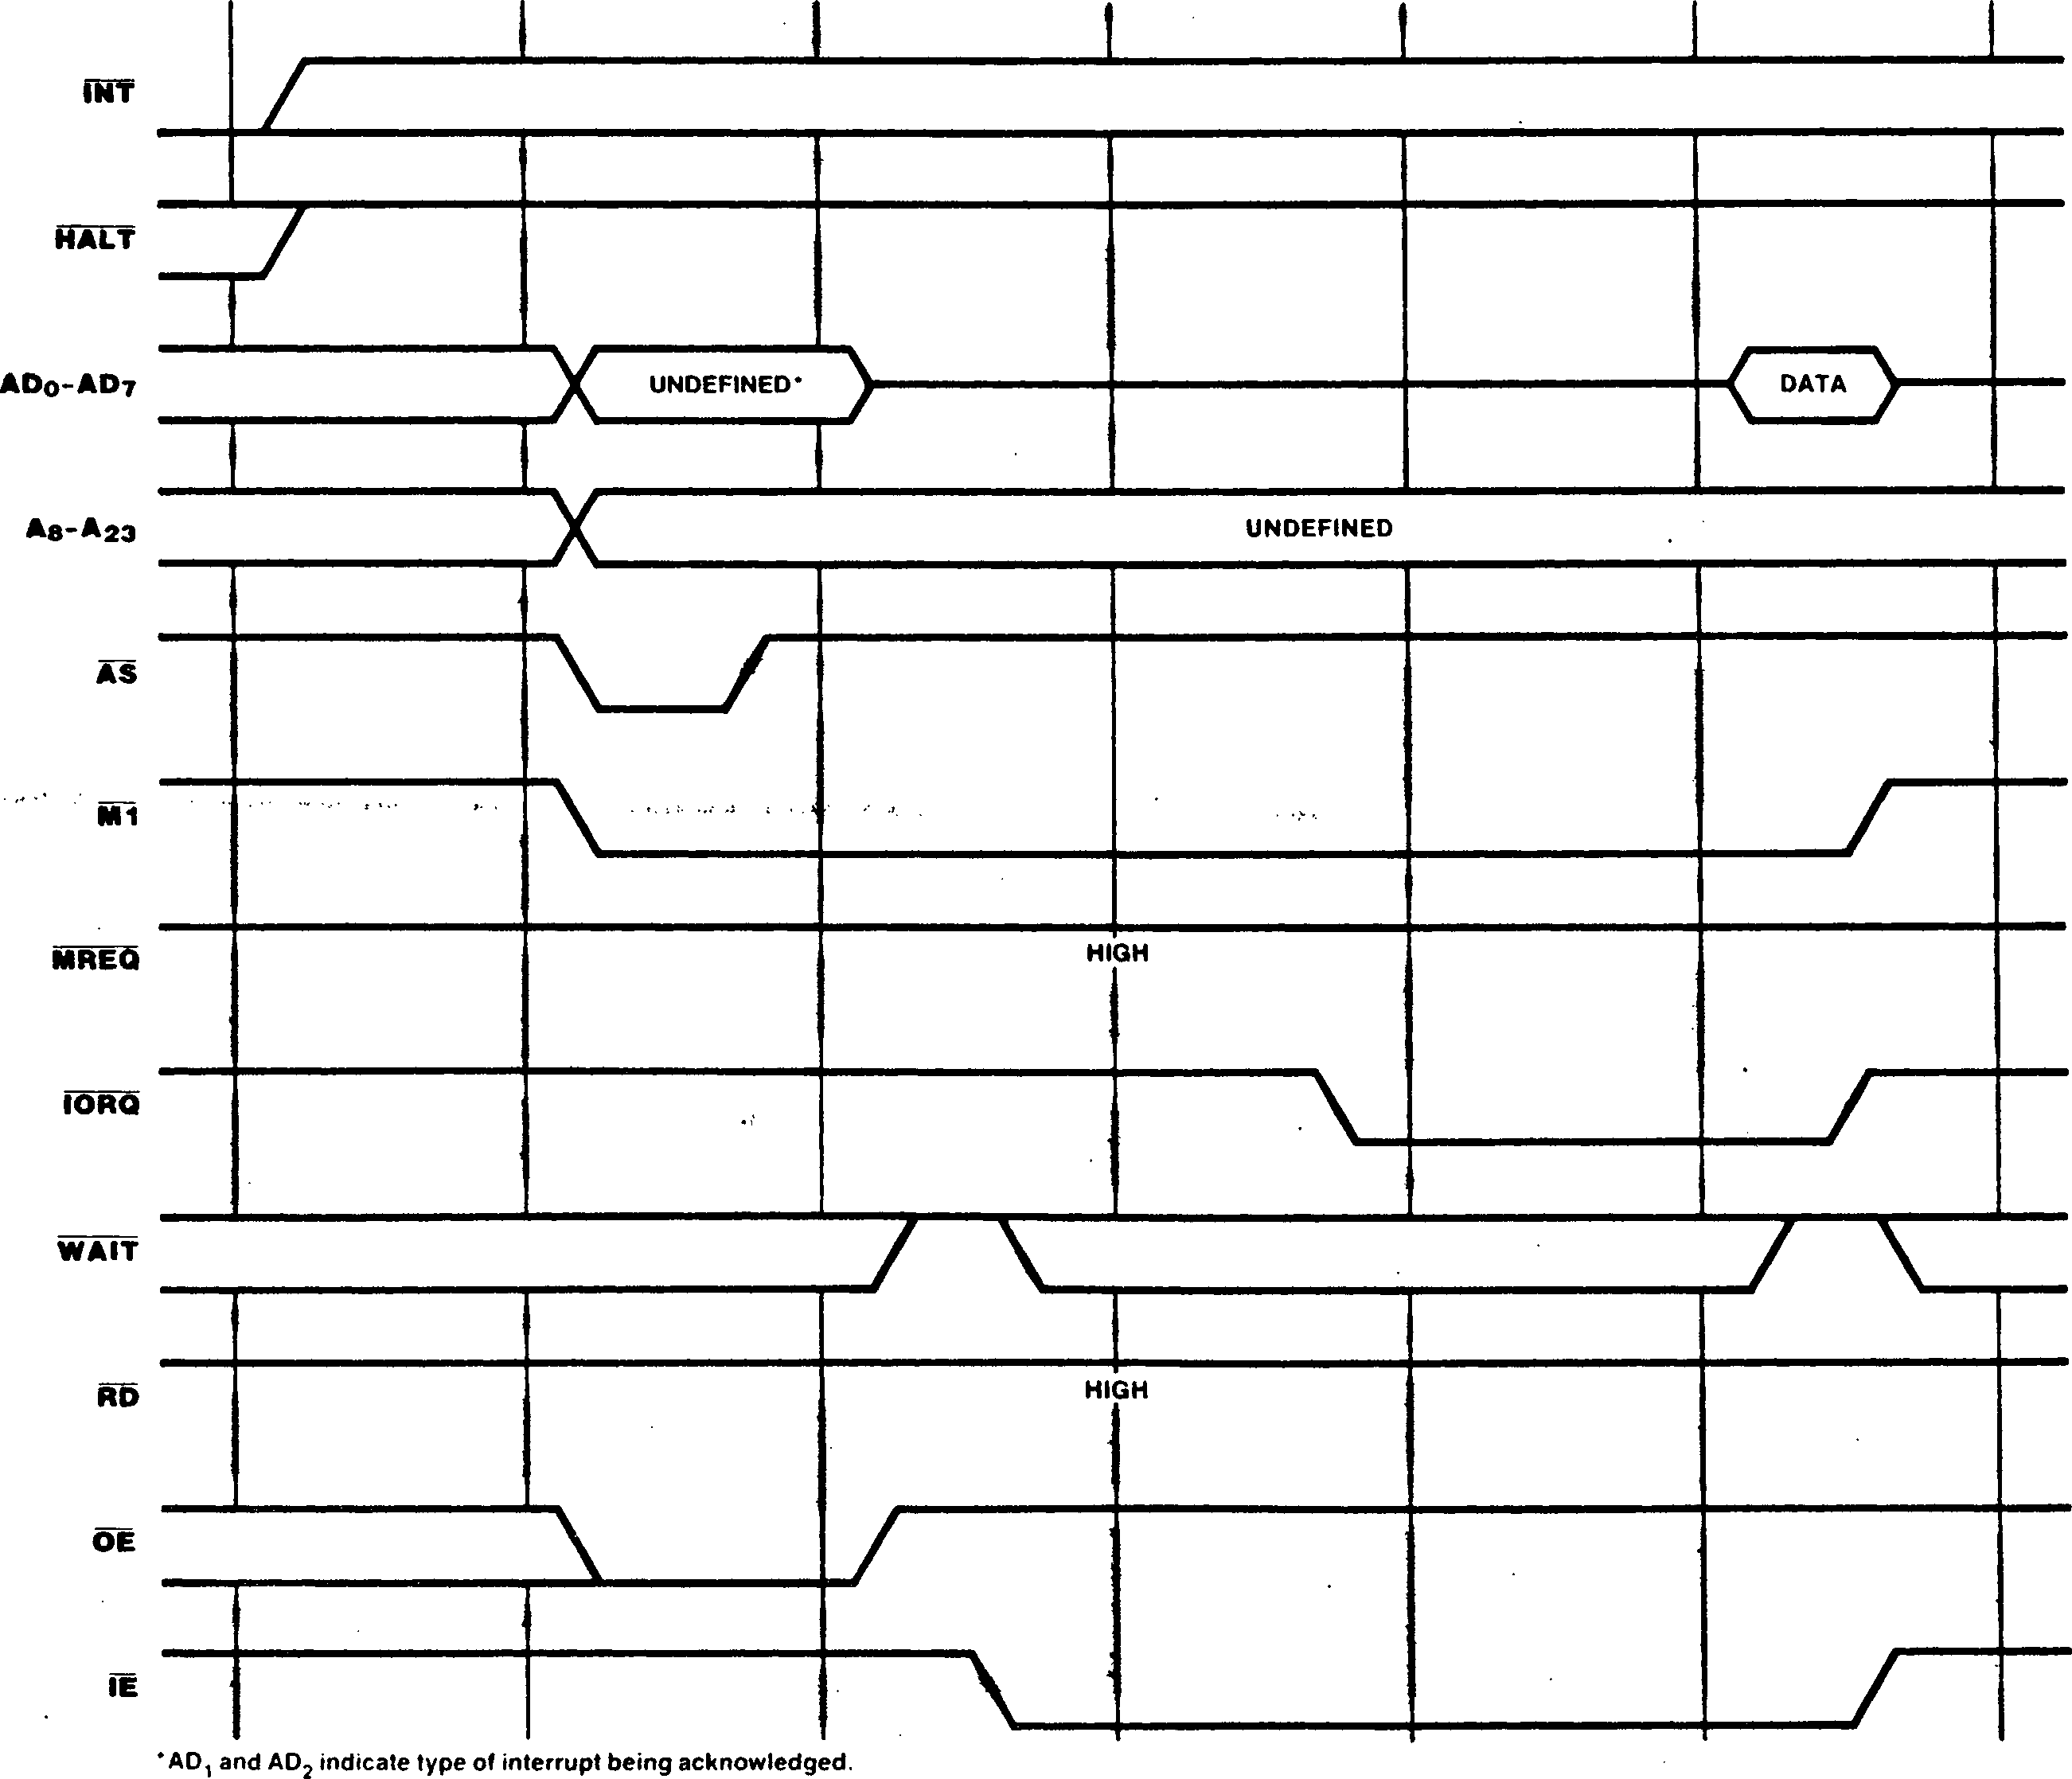 INT
HALT
AD0-AD7 UNDEFINED* DATA
A8-A23 UNDEFINED
AS
M1
MREQ HIGH
IORQ
WAIT
RD HIGH
OE
IE
*AD1 and AD2 indicate type of interrupt being acknowledged.